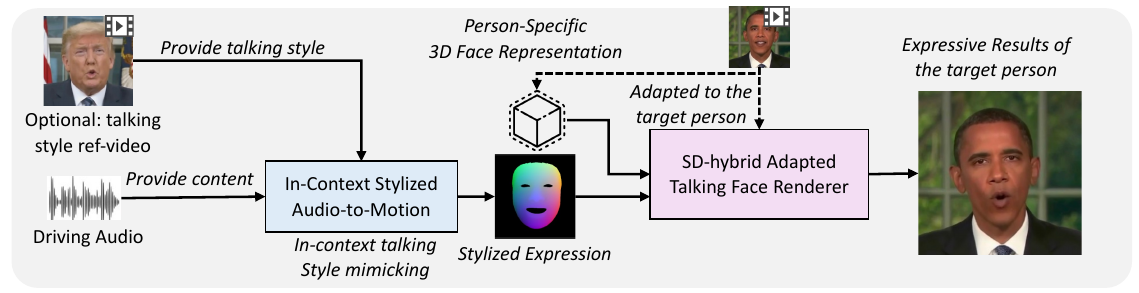 Provide talking style
Optional: talking
style ref-video
Provide content
Driving Audio
In-Context Stylized
Audio-to-Motion
In-context talking
Style mimicking
Person-Specific
3D Face Representation
Stylized Expression
Adapted to the
target person
SD-hybrid Adapted
Talking Face Renderer
Expressive Results of
the target person